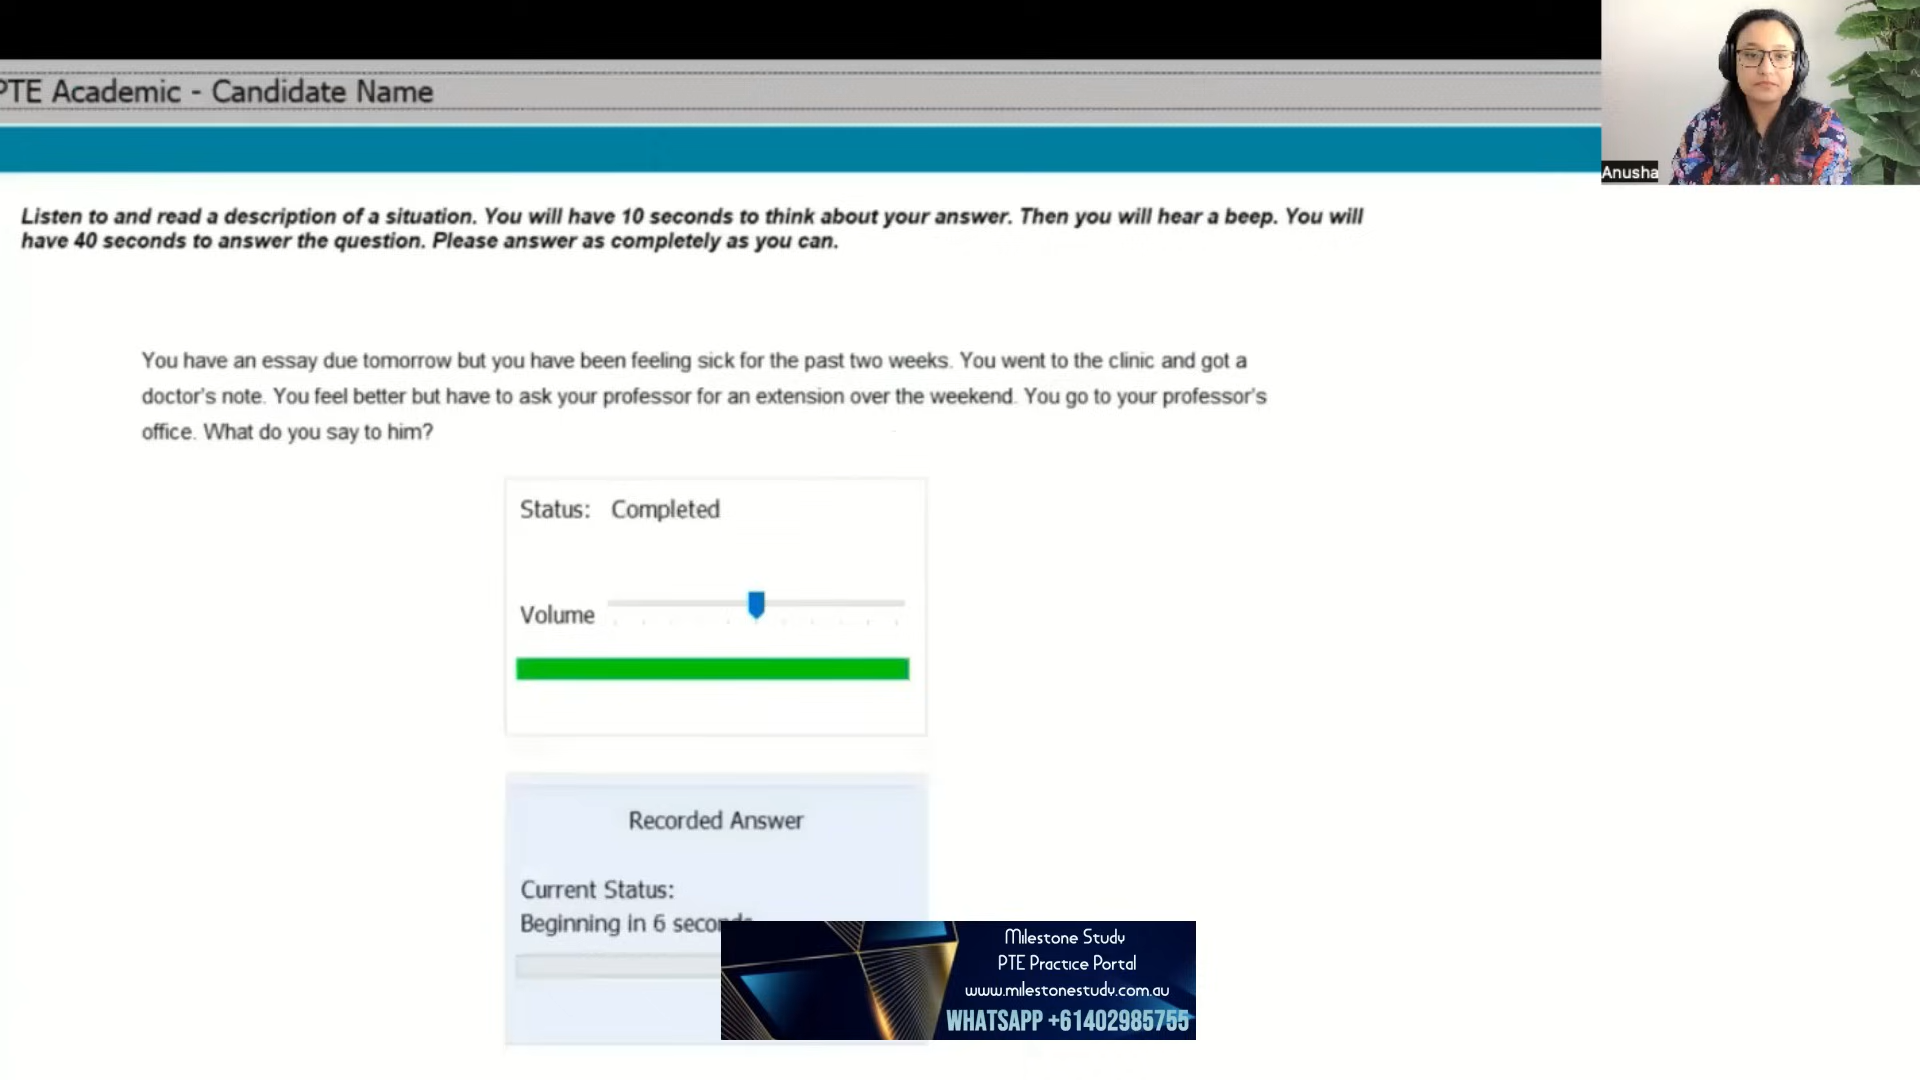 PTE Academic - Candidate Name
Anusha
Listen to and read a description of a situation. You will have 10 seconds to think about your answer. Then you will hear a beep. You will
have 40 seconds to answer the question. Please answer as completely as you can.
You have an essay due tomorrow but you have been feeling sick for the past two weeks. You went to the clinic and got a
doctor's note. You feel better but have to ask your professor for an extension over the weekend. You go to your professor's
office. What do you say to him?
Status: Completed
Volume
Recorded Answer
Current Status:
Beginning in 6 seconds
Milestone Study
PTE Practice Portal
www.milestonestudy.com.au
WHATSAPP +61402985755